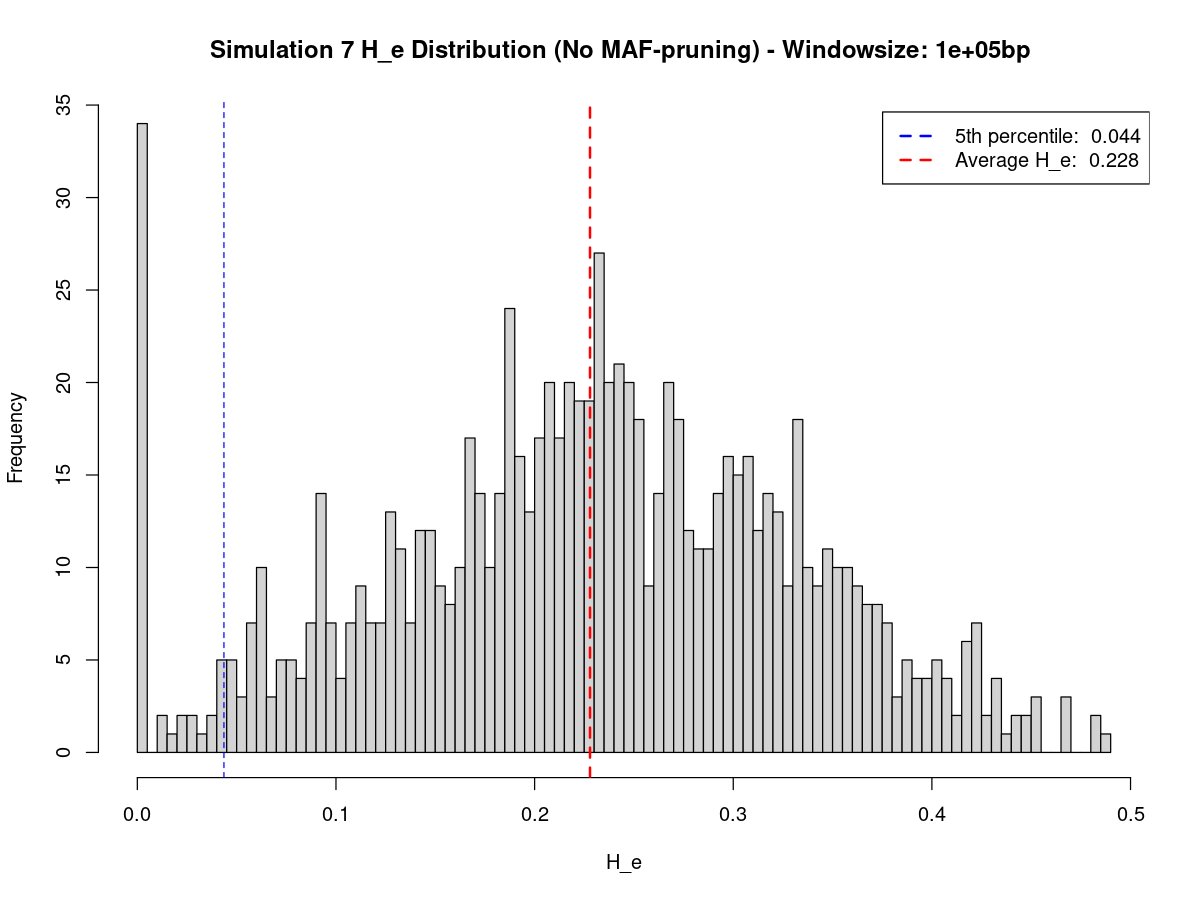 Simulation 7 H_e Distribution (No MAF-pruning) - Windowsize: 1e+05bp
5th percentile: 0.044
Average H_e: 0.228
Frequency
35
30
25
20
15
10
5
0
0.0 0.1 0.2 0.3 0.4 0.5
H_e